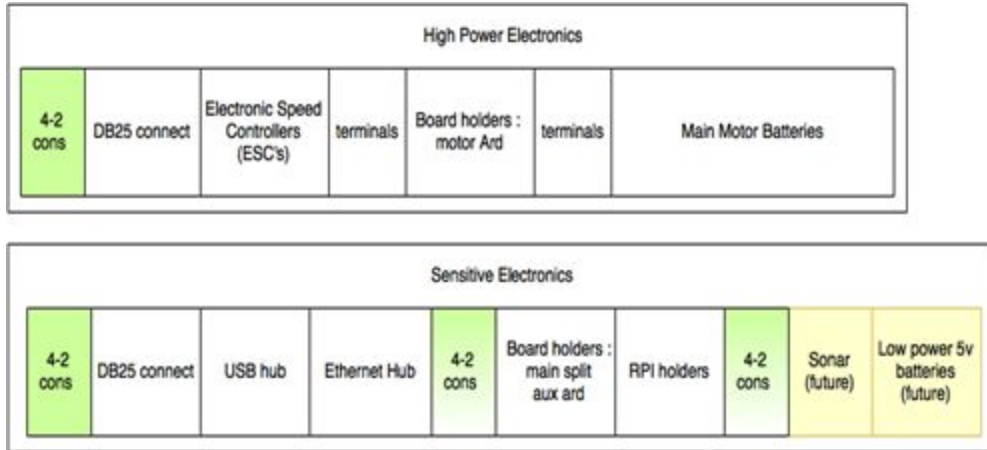 High Power Electronics
4-2
cons
DB25 connect
Electronic Speed
Controllers
(ESC's)
terminals
Board holders :
motor Ard
terminals
Main Motor Batteries
Sensitive Electronics
4-2
cons
DB25 connect
USB hub
Ethernet Hub
4-2
cons
Board holders :
main split
aux ard
RPI holders
4-2
cons
Sonar
(future)
Low power 5v
batteries
(future)